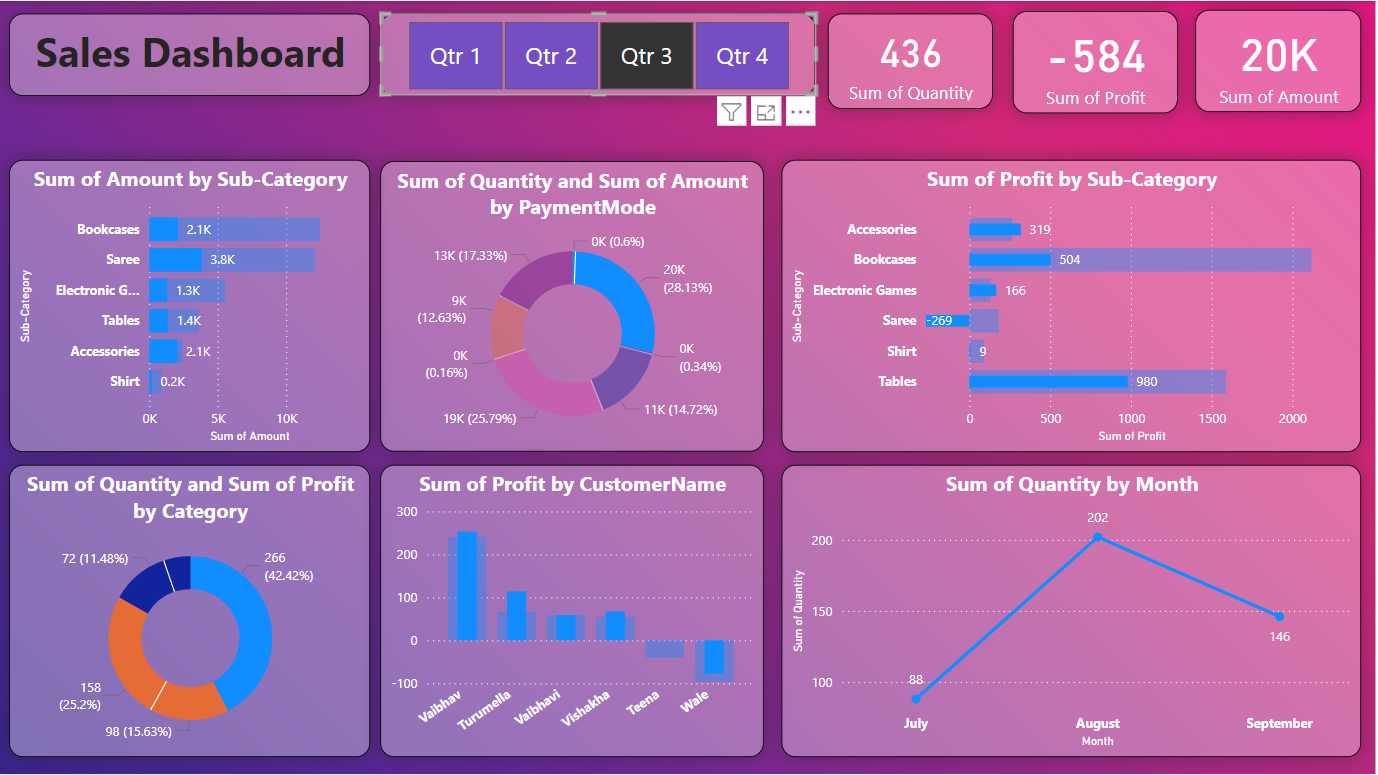 Sales Dashboard
Qtr 1
Qtr 2
Qtr 3
Qtr 4
436
Sum of Quantity
-584
Sum of Profit
20K
Sum of Amount
Sum of Amount by Sub-Category
Sub-Category
Bookcases
2.1K
Saree
3.8K
Electronic G...
1.3K
Tables
1.4K
Accessories
2.1K
Shirt
0.2K
0K
5K
10K
Sum of Amount
Sum of Quantity and Sum of Amount
by PaymentMode
0K (0.6%)
20K
(28.13%)
0K
(0.34%)
11K (14.72%)
19K (25.79%)
0K
(0.16%)
9K
(12.63%)
13K (17.33%)
Sum of Profit by Sub-Category
Sub-Category
Accessories
319
Bookcases
504
Electronic Games
166
Saree
-269
Shirt
9
Tables
980
0
500
1000
1500
2000
Sum of Profit
Sum of Quantity and Sum of Profit
by Category
72 (11.48%)
266
(42.42%)
158
(25.2%)
98 (15.63%)
Sum of Profit by CustomerName
300
200
100
0
-100
Vaibhav
Turumella
Vaibhavi
Vishakha
Teena
Wale
Sum of Quantity by Month
Sum of Quantity
200
150
100
88
202
146
July
August
September
Month